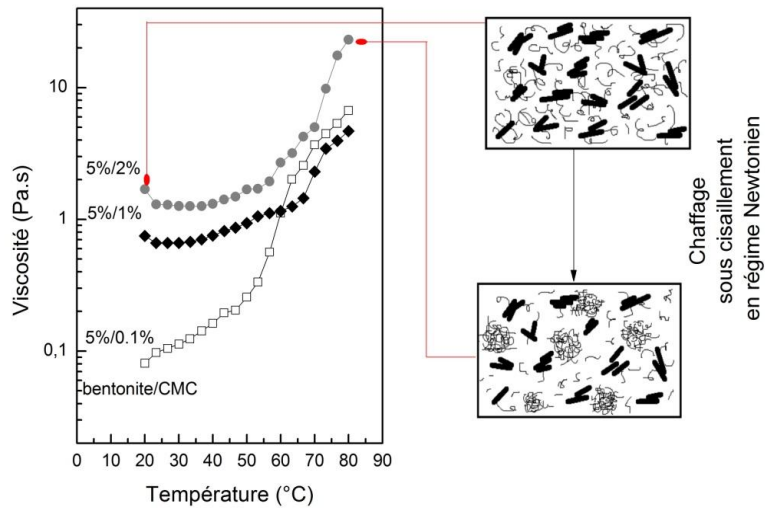 Viscosité (Pa.s)
10
1
0,1
5%/2%
5%/1%
5%/0.1%
bentonite/CMC
0 10 20 30 40 50 60 70 80 90
Température (°C)
Chaffage
sous cisaillement
en régime Newtonien